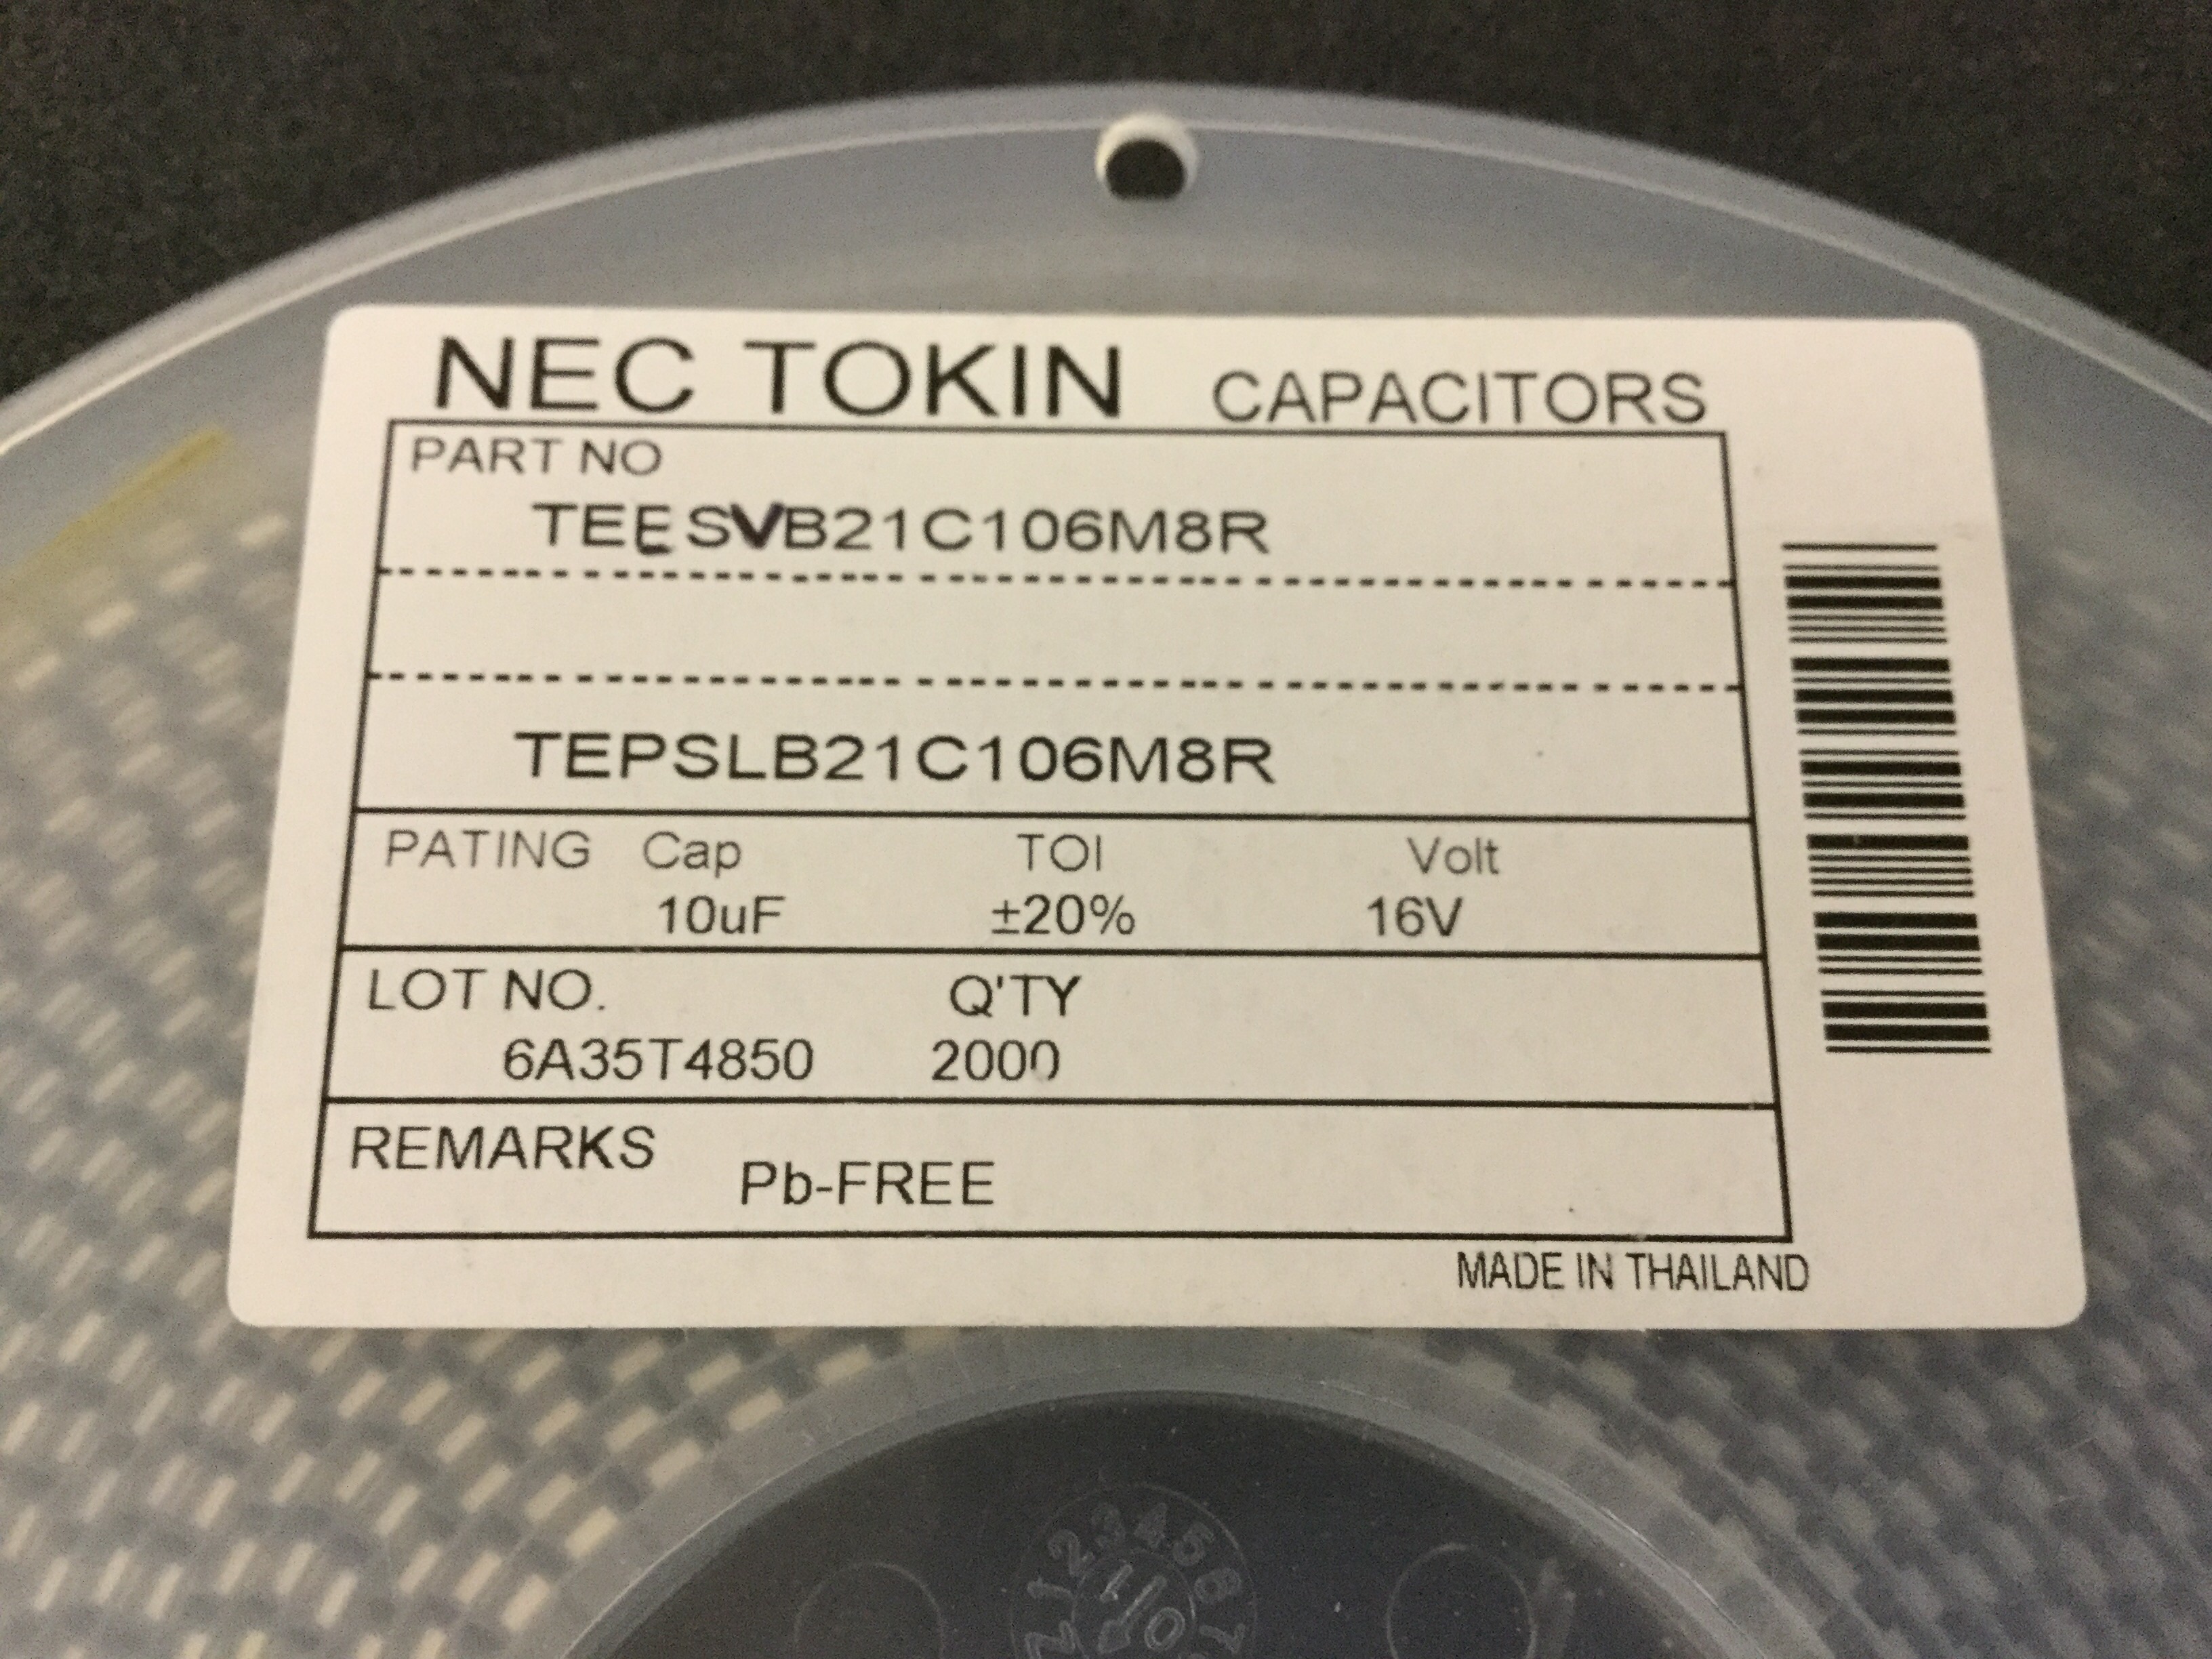 NEC TOKIN CAPACITORS
PART NO
TEESVB21C106M8R
TEPSLB21C106M8R
PATING Cap TOI Volt
10uF ±20% 16V
LOT NO. Q'TY
6A35T4850 2000
REMARKS
Pb-FREE
MADE IN THAILAND